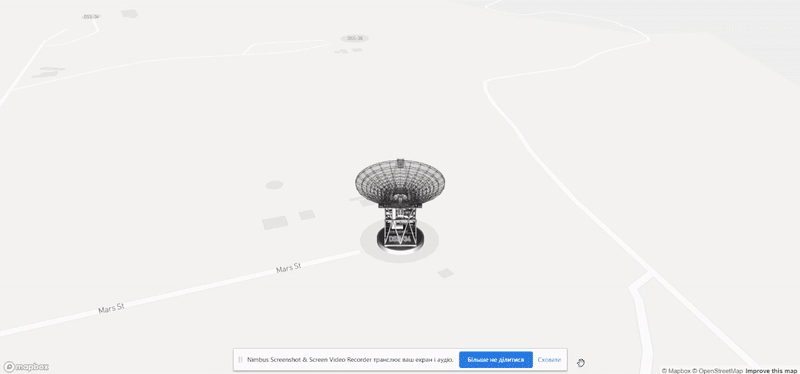 Mars St
Mars St
Nimbus Screenshot & Screen Video Recorder транслює ваш екран і аудіо.
Більше не ділитися
Сховати
mapbox
© Mapbox © OpenStreetMap Improve this map